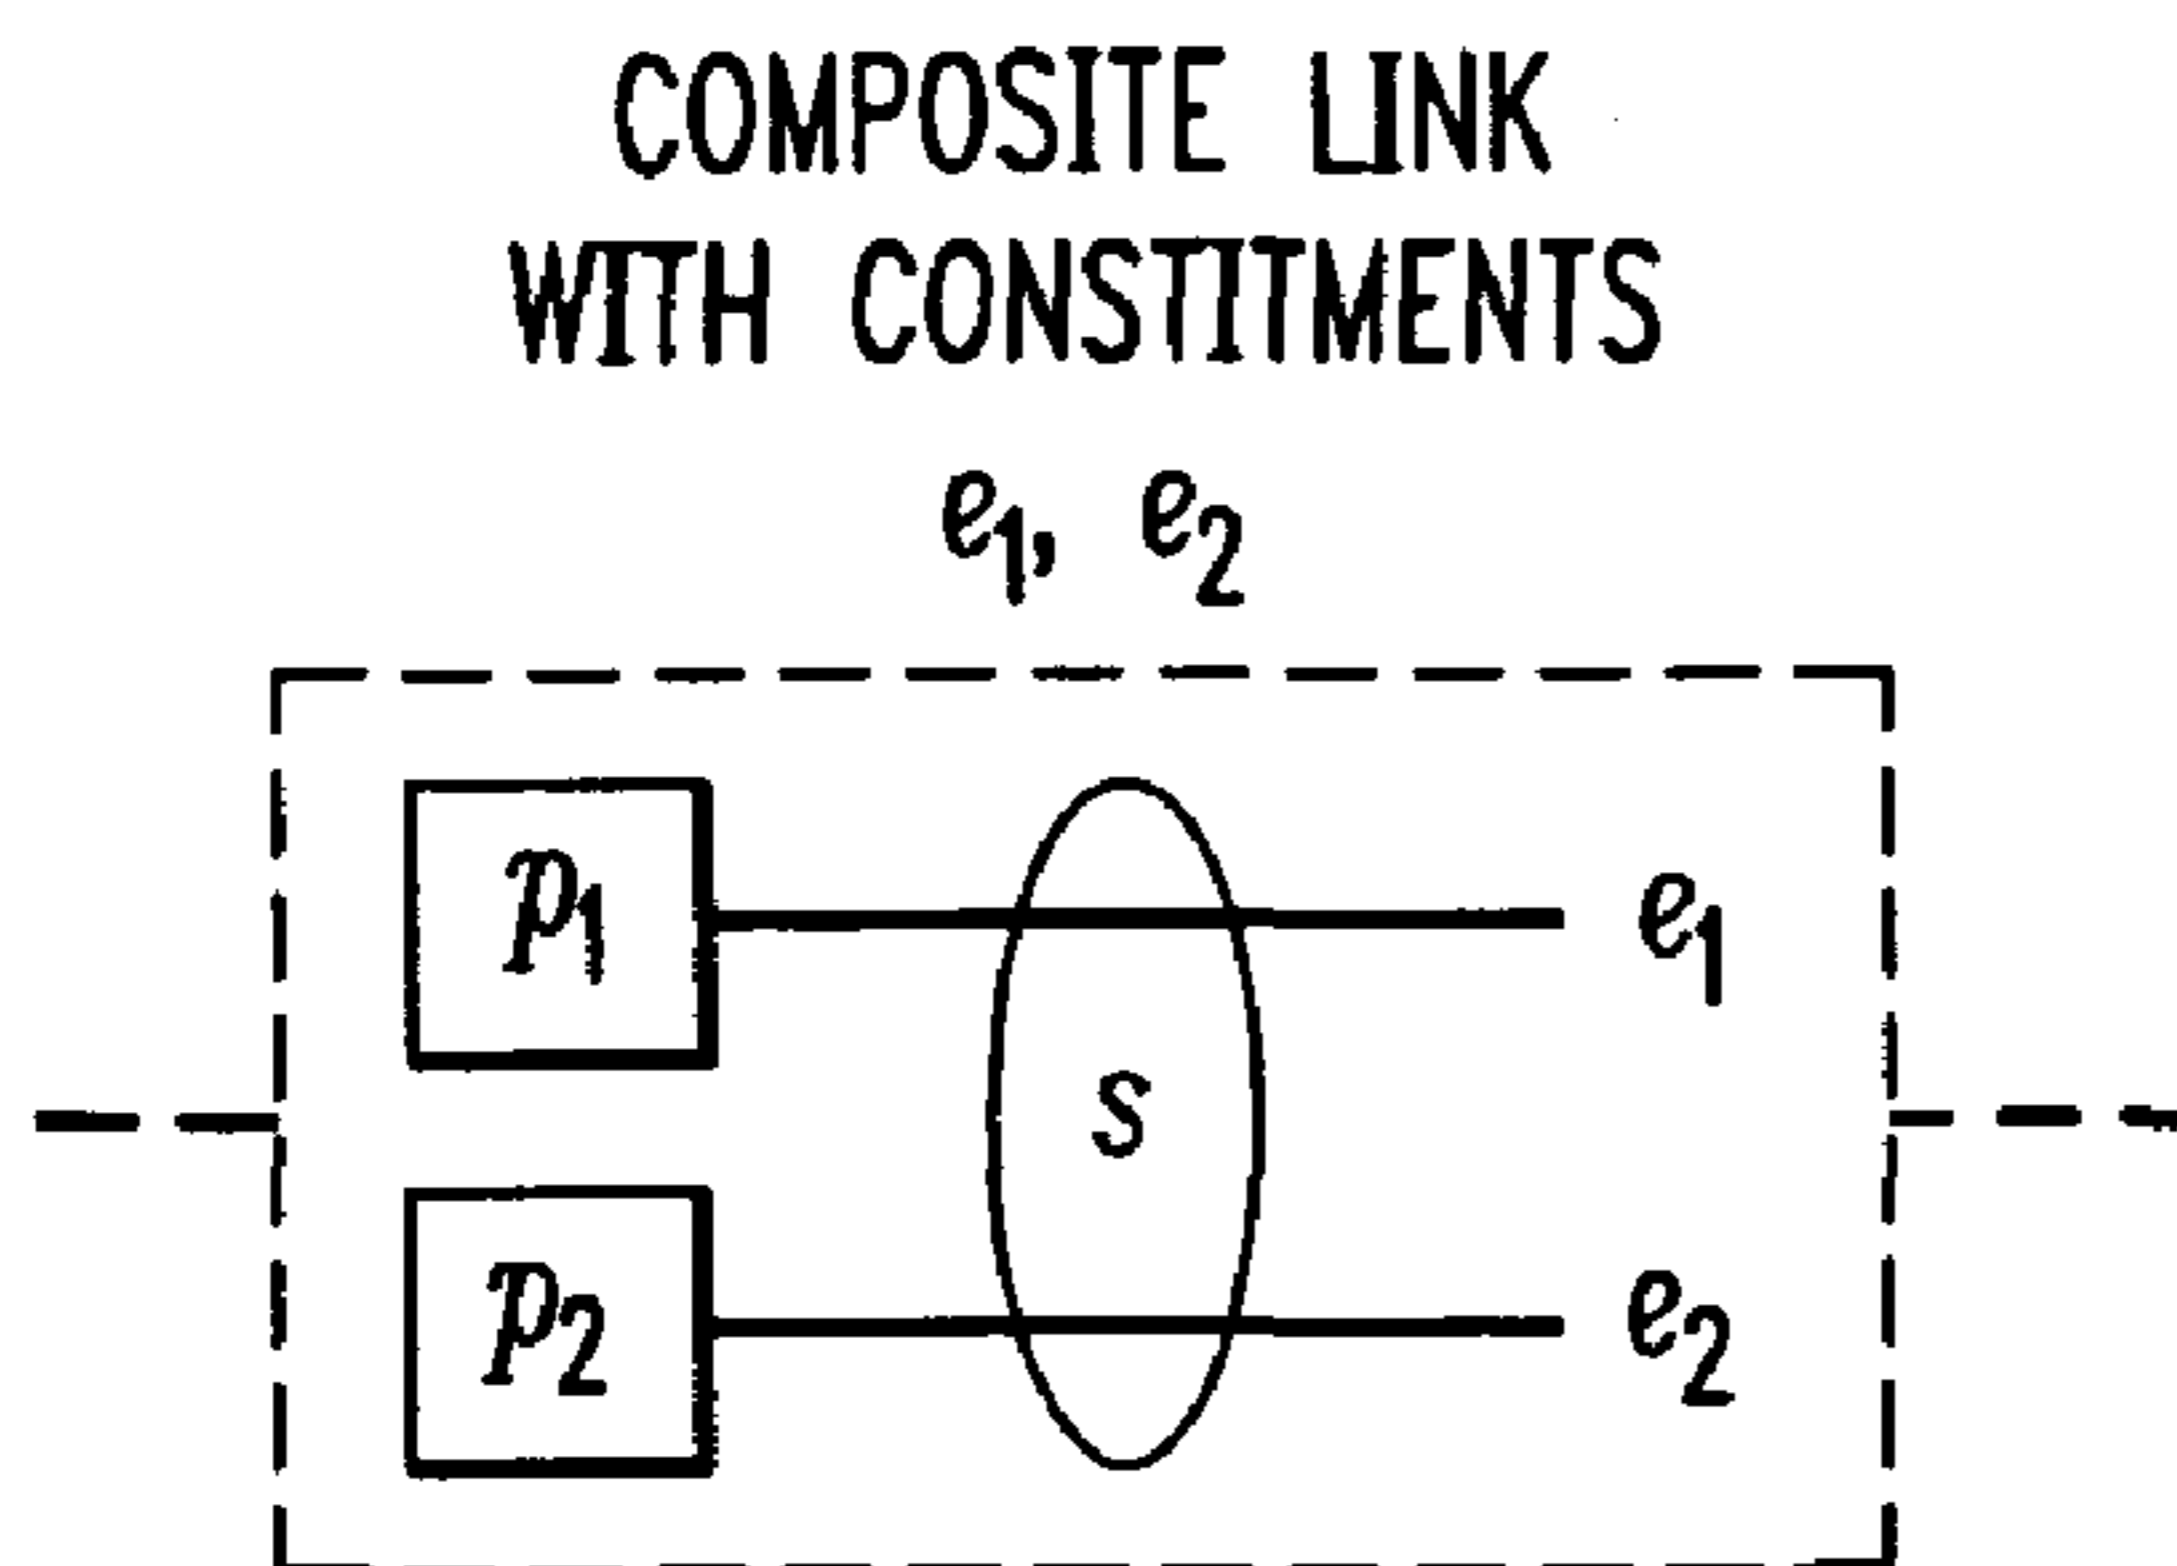 COMPOSITE LINK
WITH CONSTITMENTS
e1, e2
p1
e1
s
p2
e2